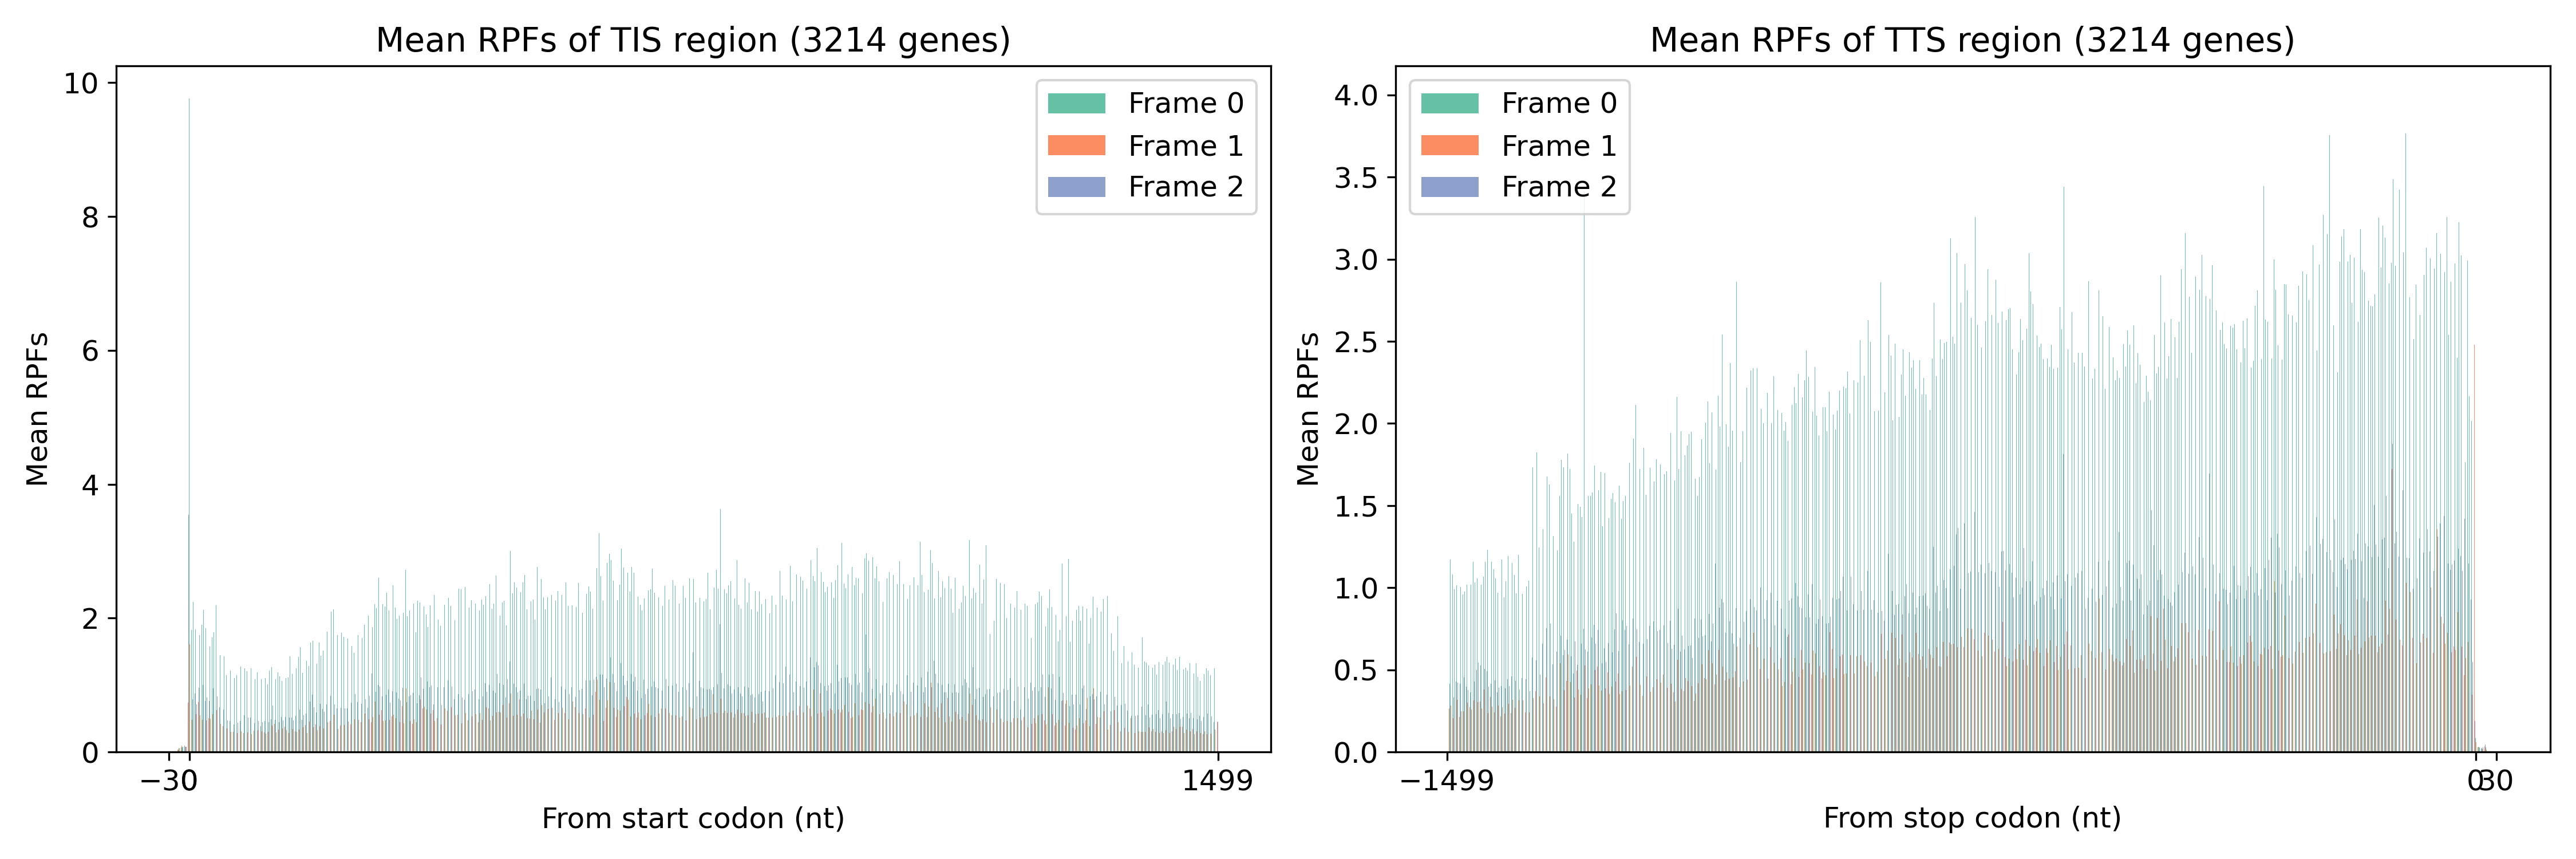 Mean RPFs of TIS region (3214 genes)
10
8
6
4
2
0
Mean RPFs
Frame 0
Frame 1
Frame 2
−30
0
1499
From start codon (nt)
Mean RPFs of TTS region (3214 genes)
4.0
3.5
3.0
2.5
2.0
1.5
1.0
0.5
0.0
Mean RPFs
Frame 0
Frame 1
Frame 2
−1499
0
30
From stop codon (nt)